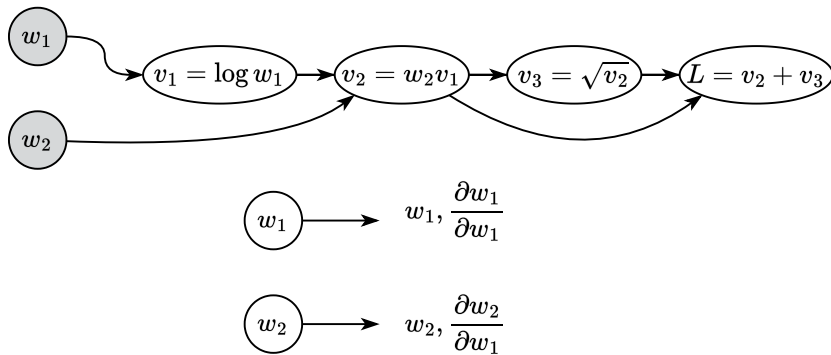 w₁
v₁ = log w₁
v₂ = w₂v₁
v₃ = √v₂
L = v₂ + v₃
w₂
w₁
w₁, ∂w₁/∂w₁
w₂
w₂, ∂w₂/∂w₁